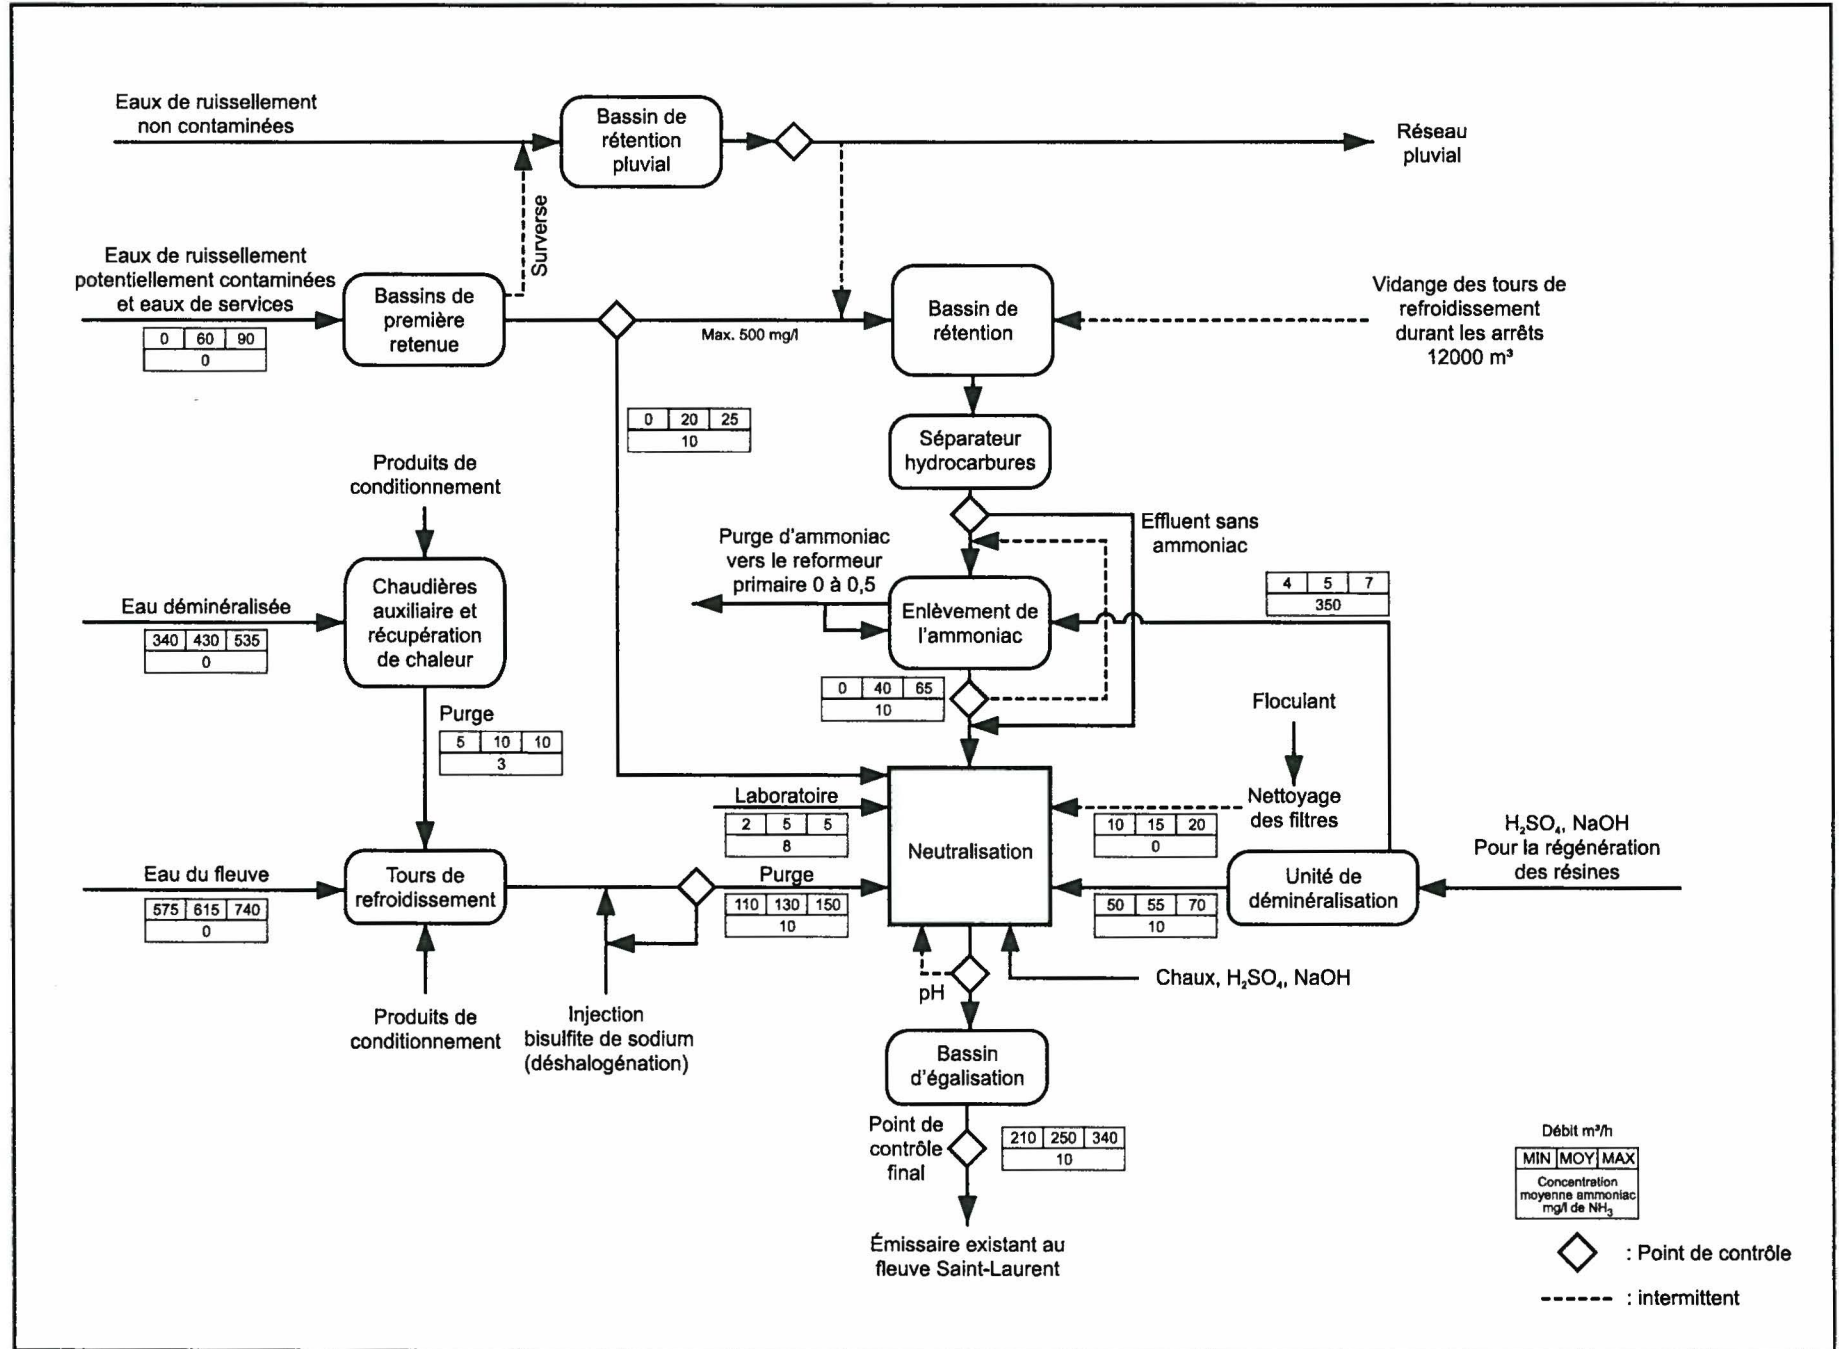 Eaux de ruissellement
non contaminées
Bassin de
rétention
pluvial
Réseau
pluvial
Surverse
Eaux de ruissellement
potentiellement contaminées
et eaux de services
0 60 90
0
Bassins de
première
retenue
Max. 500 mg/l
Bassin de
rétention
Vidange des tours de
refroidissement
durant les arrêts
12000 m³
0 20 25
10
Séparateur
hydrocarbures
Produits de
conditionnement
Effluent sans
ammoniac
Purge d'ammoniac
vers le reformeur
primaire 0 à 0,5
4 5 7
350
Eau déminéralisée
340 430 535
0
Chaudières
auxiliaire et
récupération
de chaleur
Enlèvement de
l'ammoniac
0 40 65
10
Purge
5 10 10
3
Floculant
Laboratoire
2 5 5
8
Neutralisation
Nettoyage
des filtres
10 15 20
0
H₂SO₄, NaOH
Pour la régénération
des résines
Eau du fleuve
575 615 740
0
Tours de
refroidissement
Purge
110 130 150
10
50 55 70
10
Unité de
déminéralisation
pH
Chaux, H₂SO₄, NaOH
Produits de
conditionnement
Injection
bisulfite de sodium
(déshalogénation)
Bassin
d'égalisation
Point de
contrôle
final
210 250 340
10
Émissaire existant au
fleuve Saint-Laurent
Débit m³/h
MIN MOY MAX
Concentration
moyenne ammoniac
mg/l de NH₃
: Point de contrôle
: intermittent